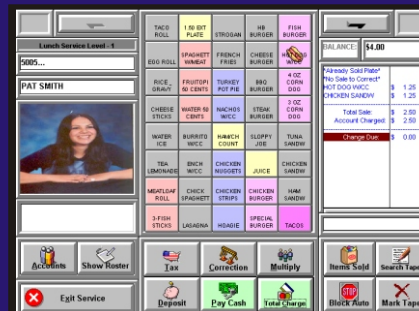 Lunch Service Level - 1
5005...
PAT SMITH
Accounts
Show Roster
Exit Service
TACO ROLL
1.50 EXT PLATE
STROGAN
HB BURGER
FISH BURGER
EGG ROLL
SPAGHETT W/MEAT
FRENCH FRIES
CHEESE BURGER
HOT DOG W/CC
RICE, GRAVY
FRUITOPI 50 CENTS
TURKEY POT PIE
BBQ BURGER
4 OZ CORN DOG
CHEESE STICKS
WATER 50 CENTS
NACHOS W/CC
STEAK BURGER
3 OZ CORN DOG
WATER ICE
BURRITO W/CC
HAM/CH COUNT
SLOPPY JOE
TUNA SANDW
TEA LEMONADE
ENCH W/CC
CHICKEN NUGGETS
JUICE
CHICKEN SANDW
MEATLOAF ROLL
CHICK SPAGHETT
CHICKEN STRIPS
CHICKEN BURGER
HAM SANDW
3-FISH STICKS
LASAGNA
HOAGIE
SPECIAL BURGER
TACOS
Tax
Correction
Multiply
Deposit
Pay Cash
Total Charge
BALANCE: $4.00
*Already Sold Plate*
*No Sale to Correct*
HOT DOG W/CC $ 1.25
CHICKEN SANDW $ 1.25
Total Sale: $ 2.50
Account Charged: $ 2.50
Change Due: $ 0.00
Items Sold
Search Tape
STOP
Block Auto
Mark Tape